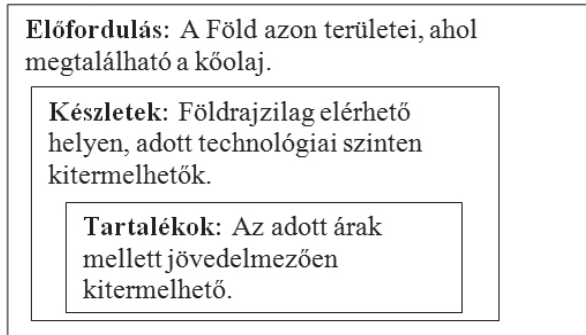 Előfordulás: A Föld azon területei, ahol
megtalálható a kőolaj.
Készletek: Földrajzilag elérhető
helyen, adott technológiai szinten
kitermelhetők.
Tartalékok: Az adott árak
mellett jövedelmezően
kitermelhető.